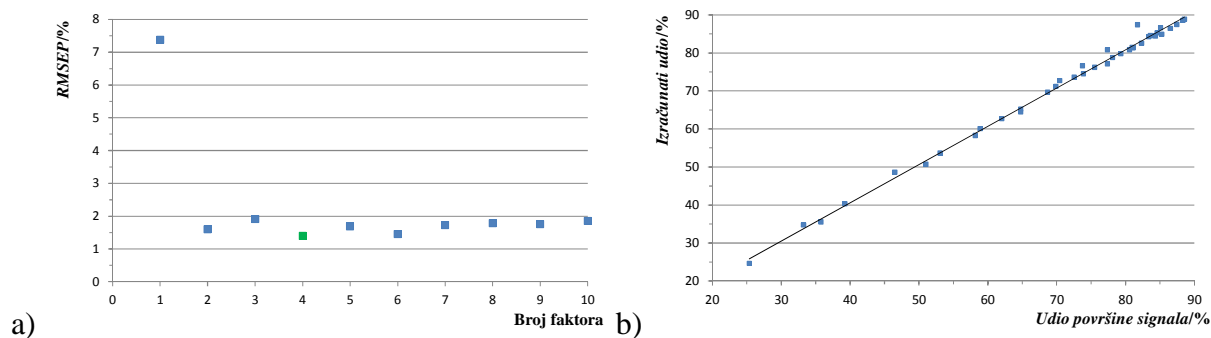 8
7
6
5
4
3
2
1
0
RMSEP/%
0 1 2 3 4 5 6 7 8 9 10
Broj faktora
a)
90
80
70
60
50
40
30
20
Izračunati udio/%
20 30 40 50 60 70 80 90
Udio površine signala/%
b)